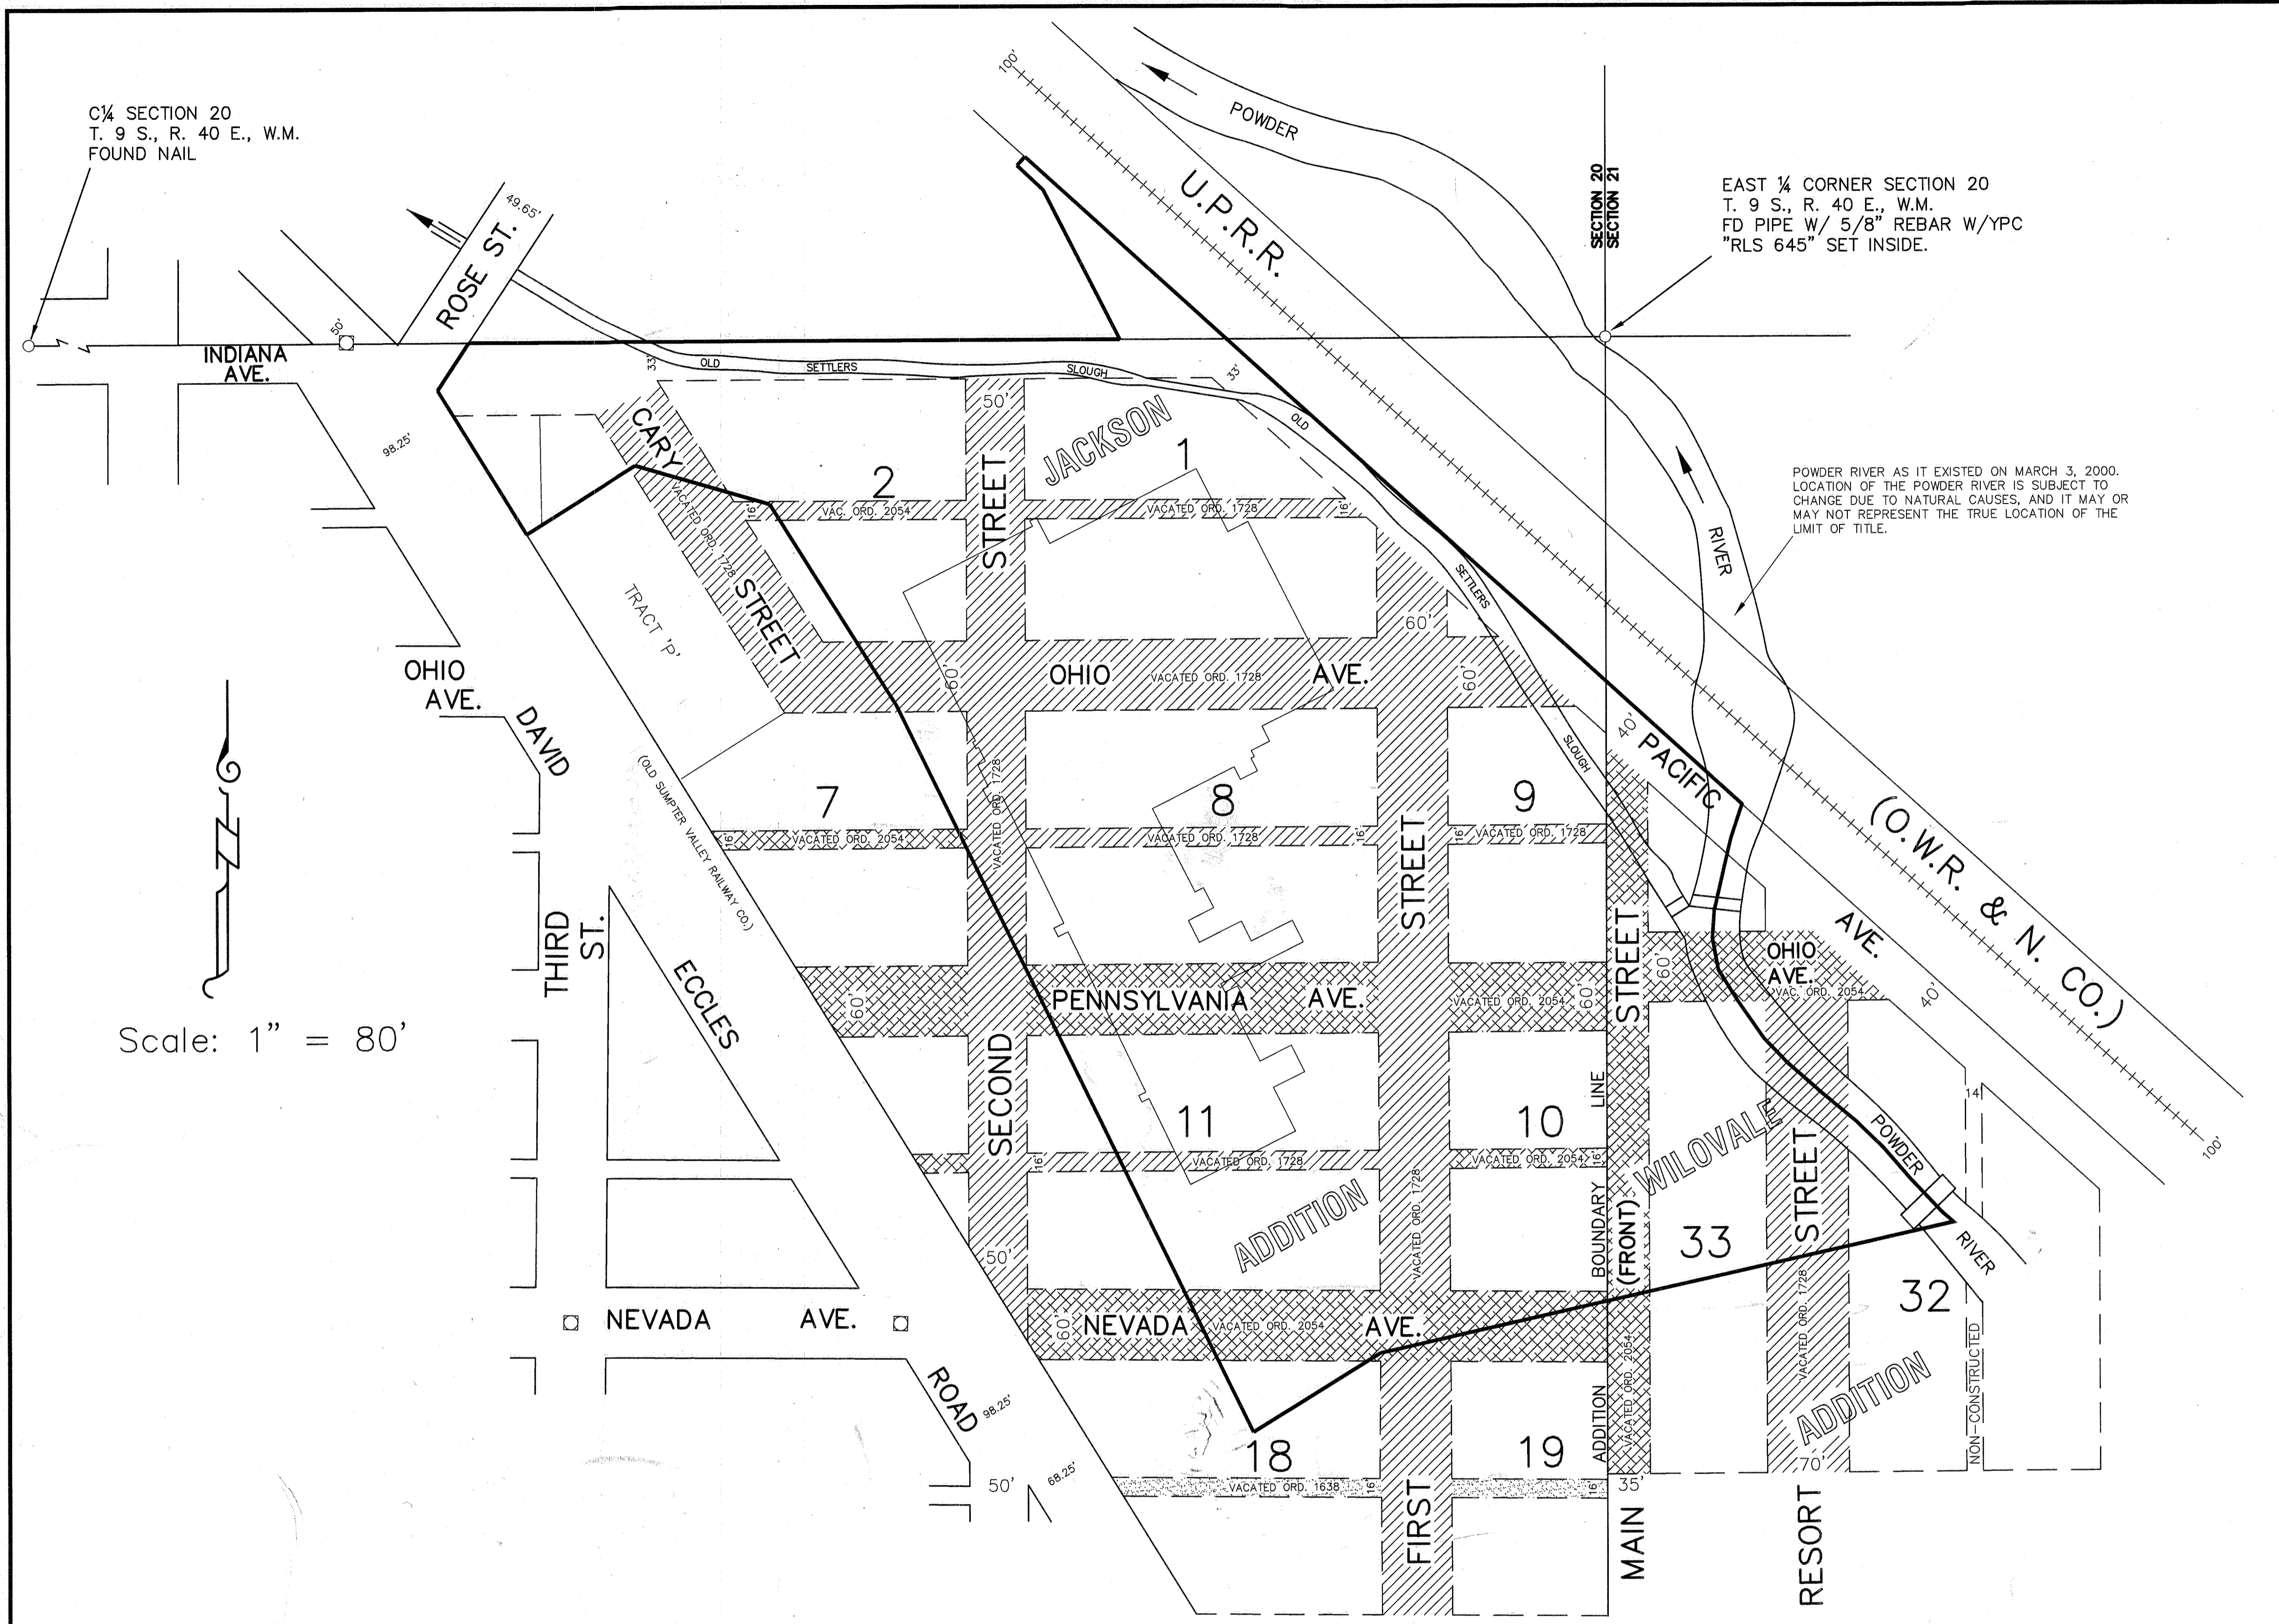 C¼ SECTION 20
T. 9 S., R. 40 E., W.M.
FOUND NAIL
49.65'
ROSE ST.
50'
INDIANA
AVE.
98.25'
100'
POWDER
U.P.R.R.
SECTION 20
SECTION 21
EAST ¼ CORNER SECTION 20
T. 9 S., R. 40 E., W.M.
FD PIPE W/ 5/8" REBAR W/YPC
"RLS 645" SET INSIDE.
33'
OLD
SETTLERS
SLOUGH
33'
OLD
SETTLERS
SLOUGH
POWDER RIVER AS IT EXISTED ON MARCH 3, 2000.
LOCATION OF THE POWDER RIVER IS SUBJECT TO
CHANGE DUE TO NATURAL CAUSES, AND IT MAY OR
MAY NOT REPRESENT THE TRUE LOCATION OF THE
LIMIT OF TITLE.
RIVER
CARY
STREET
VACATED ORD. 1728
16'
2
VAC. ORD. 2054
50'
STREET
JACKSON
1
VACATED ORD. 1728
16'
TRACT 'P'
OHIO
AVE.
60'
OHIO
VACATED ORD. 1728
AVE.
60'
60'
40'
PACIFIC
AVE.
40'
(O.W.R. & N. CO.)
100'
DAVID
ECCLES
ROAD
(OLD SUMPTER VALLEY RAILWAY CO.)
7
16'
VACATED ORD. 2054
VACATED ORD. 1728
8
VACATED ORD. 1728
16'
9
16'
VACATED ORD. 1728
STREET
THIRD
ST.
Scale: 1" = 80'
60'
PENNSYLVANIA
AVE.
VACATED ORD. 2054
60'
STREET
60'
OHIO
AVE.
VAC. ORD. 2054
SECOND
11
16'
VACATED ORD. 1728
10
VACATED ORD. 2054
16'
ADDITION BOUNDARY LINE
(FRONT)
WILOVALE
STREET
14'
POWDER
RIVER
ADDITION
VACATED ORD. 1728
33
32
50'
NEVADA
AVE.
60'
NEVADA
VACATED ORD. 2054
AVE.
VACATED ORD. 2054
VACATED ORD. 1728
NON-CONSTRUCTED
ADDITION
98.25'
68.25'
50'
18
VACATED ORD. 1638
16'
19
16'
35'
70'
FIRST
MAIN
RESORT